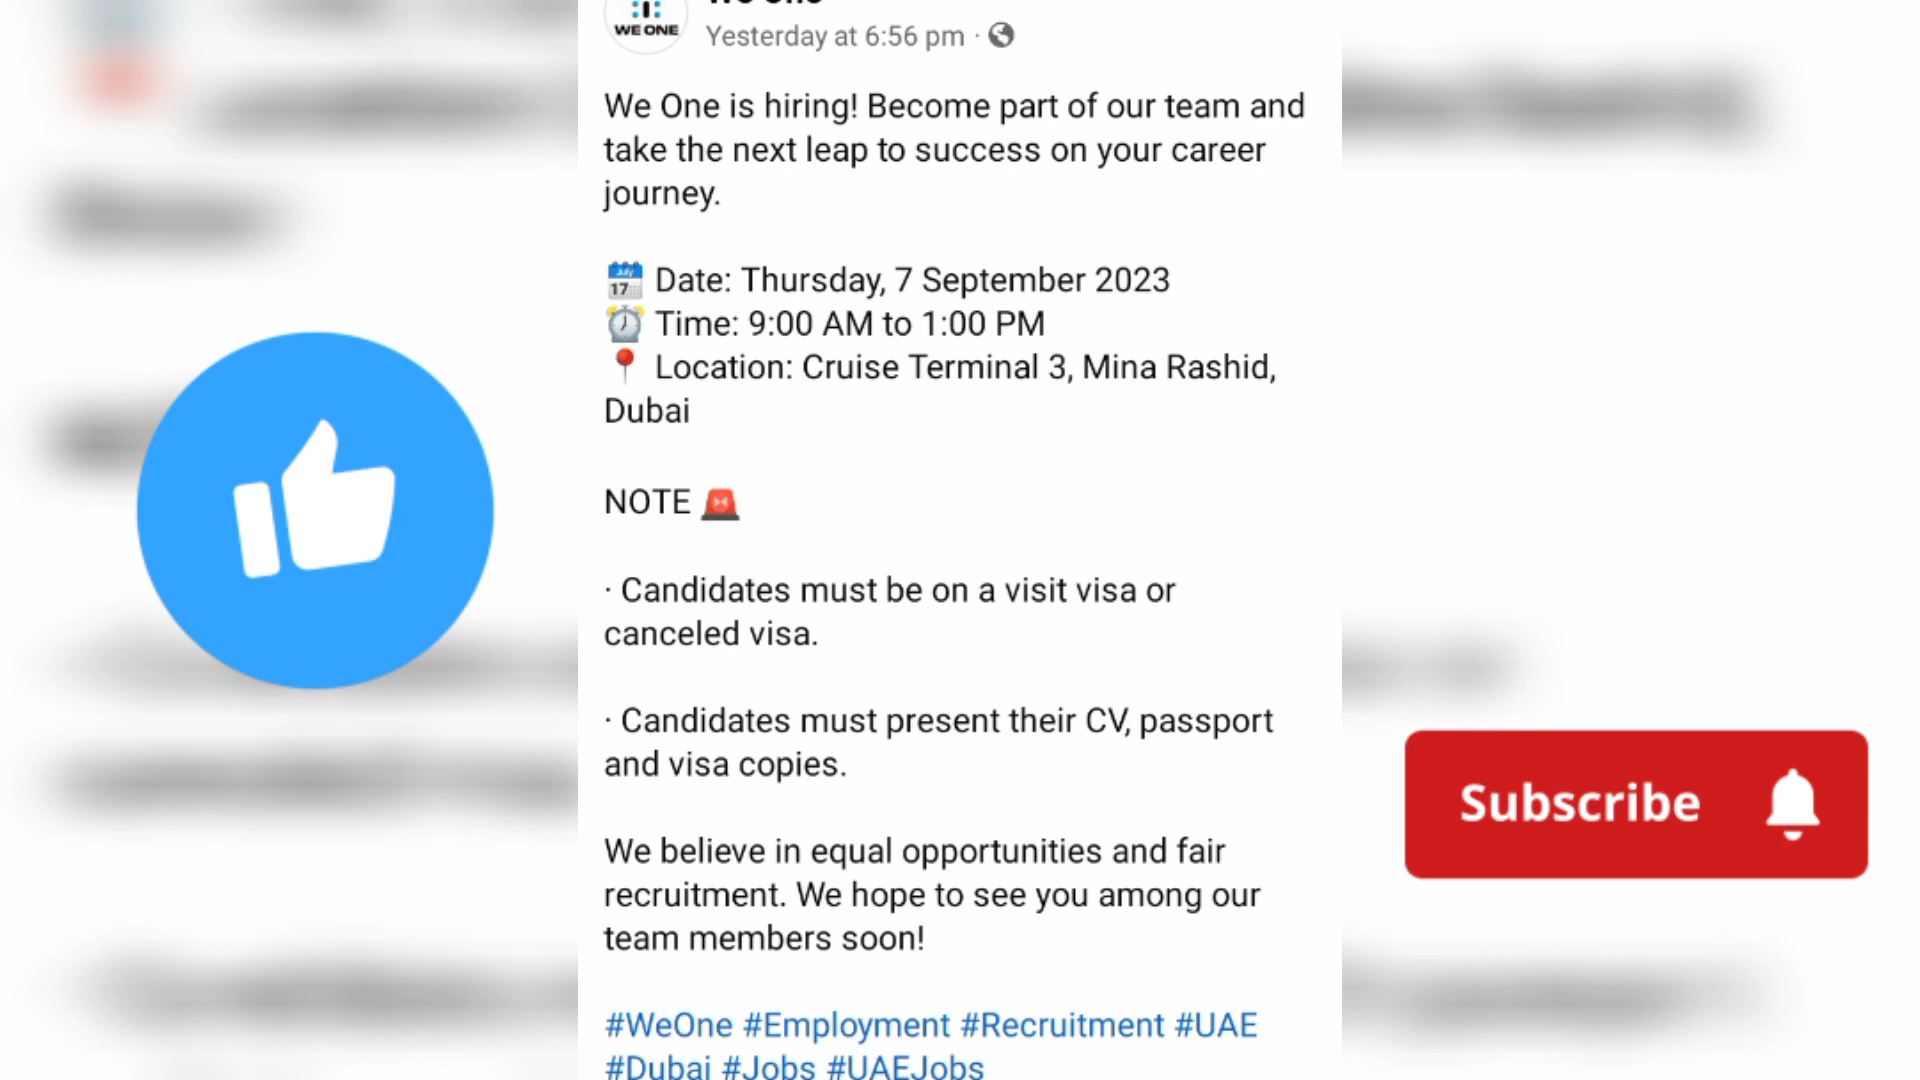 WE ONE
We One
Yesterday at 6:56 pm ·
We One is hiring! Become part of our team and
take the next leap to success on your career
journey.
Date: Thursday, 7 September 2023
Time: 9:00 AM to 1:00 PM
Location: Cruise Terminal 3, Mina Rashid,
Dubai
NOTE
· Candidates must be on a visit visa or
canceled visa.
· Candidates must present their CV, passport
and visa copies.
We believe in equal opportunities and fair
recruitment. We hope to see you among our
team members soon!
#WeOne #Employment #Recruitment #UAE
#Dubai #Jobs #UAEJobs
Subscribe